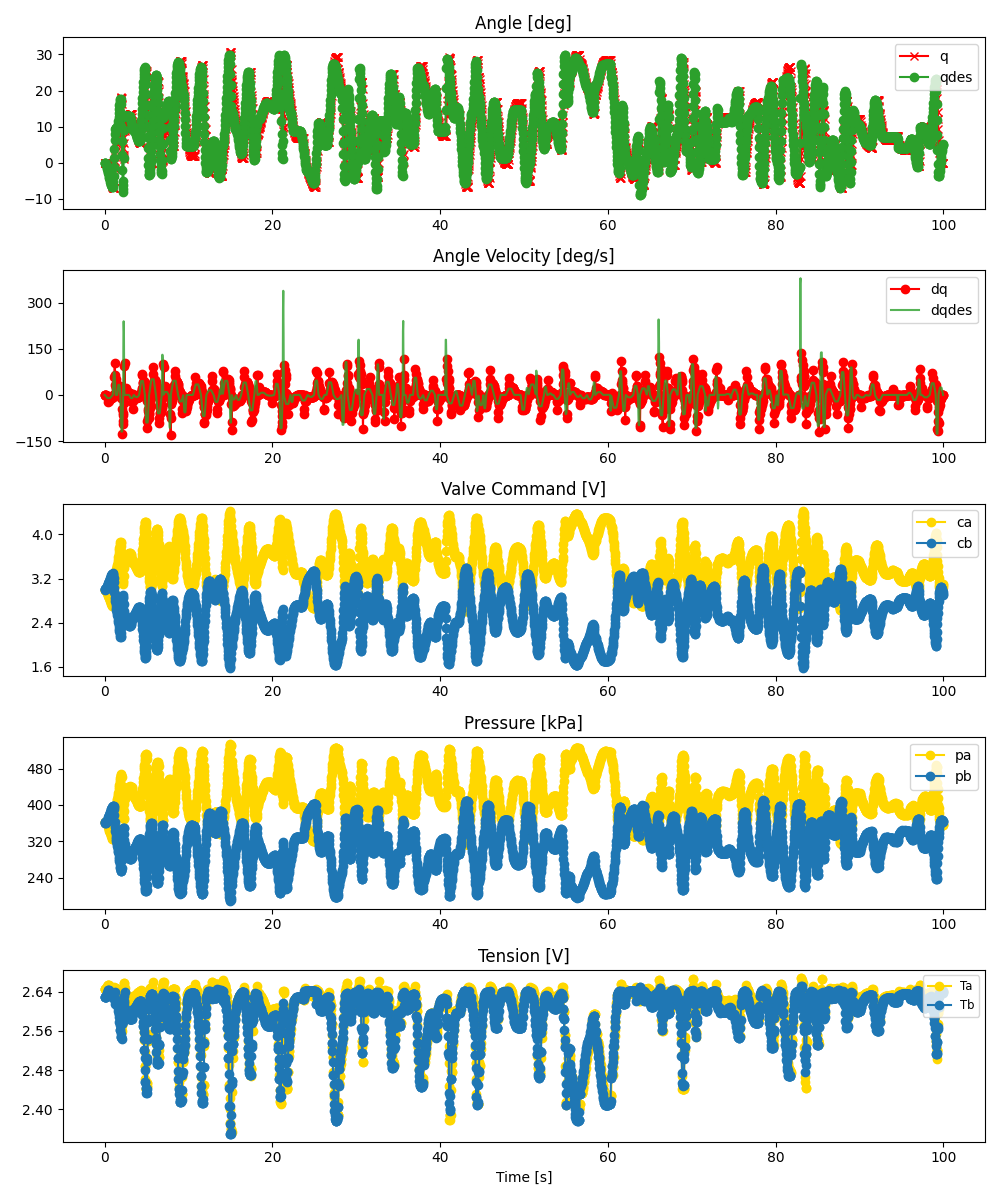 Angle [deg]
30
20
10
0
−10
q
qdes
0 20 40 60 80 100
Angle Velocity [deg/s]
300
150
0
−150
dq
dqdes
0 20 40 60 80 100
Valve Command [V]
4.0
3.2
2.4
1.6
ca
cb
0 20 40 60 80 100
Pressure [kPa]
480
400
320
240
pa
pb
0 20 40 60 80 100
Tension [V]
2.64
2.56
2.48
2.40
Ta
Tb
0 20 40 60 80 100
Time [s]